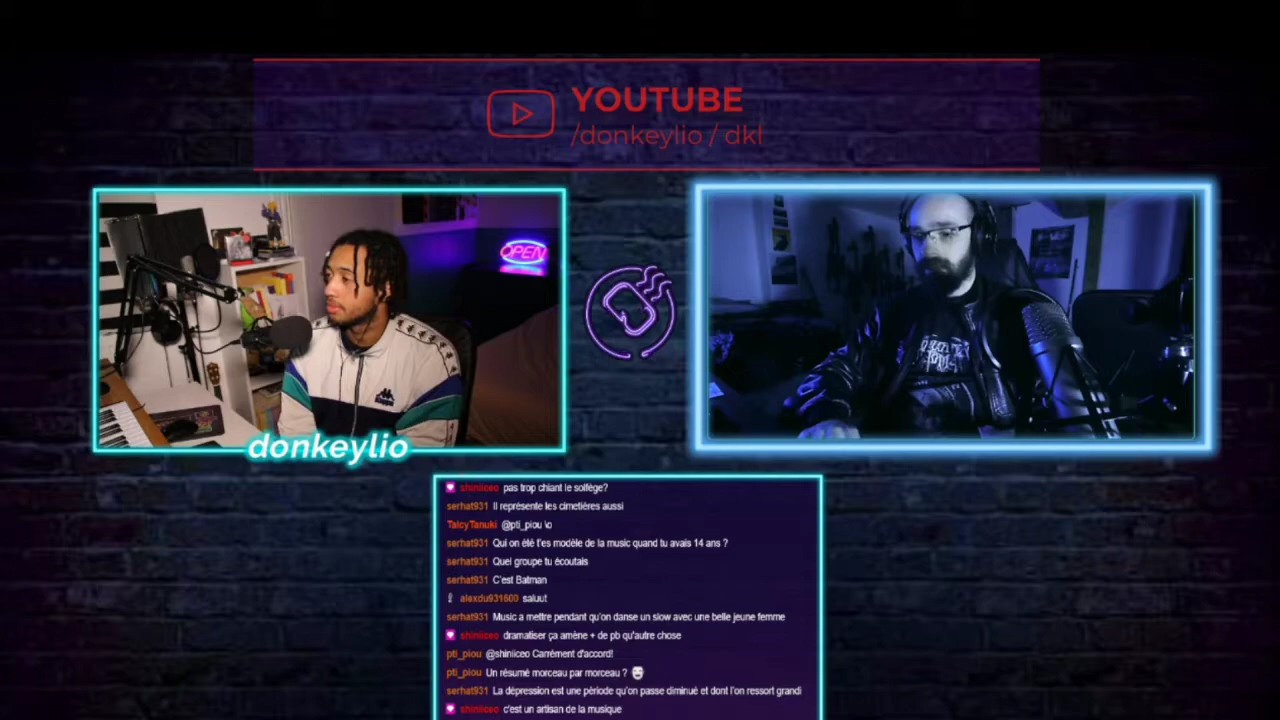 YOUTUBE
/donkeylio / dkl
OPEN
donkeylio
shiniiceo pas trop chiant le solfège?
serhat931 Il représente les cimetières aussi
TalcyTanuki @pti_piou \o
serhat931 Qui on été t'es modèle de la music quand tu avais 14 ans ?
serhat931 Quel groupe tu écoutais
serhat931 C'est Batman
alexdu931600 saluut
serhat931 Music a mettre pendant qu'on danse un slow avec une belle jeune femme
shiniiceo dramatiser ça amène + de pb qu'autre chose
pti_piou @shiniiceo Carrément d'accord!
pti_piou Un résumé morceau par morceau ?
serhat931 La dépression est une période qu'on passe diminué et dont l'on ressort grandi
shiniiceo c'est un artisan de la musique